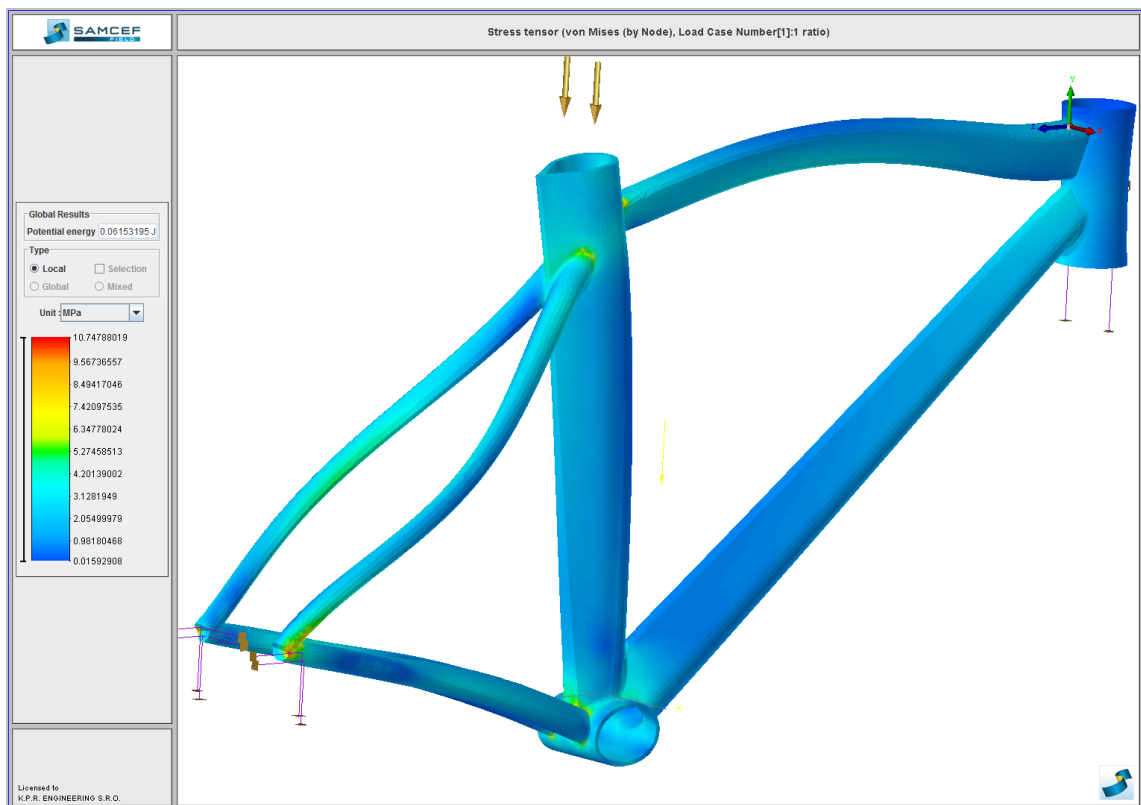 SAMCEF
FIELD
Stress tensor (von Mises (by Node), Load Case Number[1]:1 ratio)
Y
Z
X
Global Results
Potential energy 0.06153195 J
Type
Local Selection
Global Mixed
Unit : MPa
10.74788019
9.56736557
8.49417046
7.42097535
6.34778024
5.27458513
4.20139002
3.1281949
2.05499979
0.98180468
0.01592908
X
Licensed to
K.P.R. ENGINEERING S.R.O.